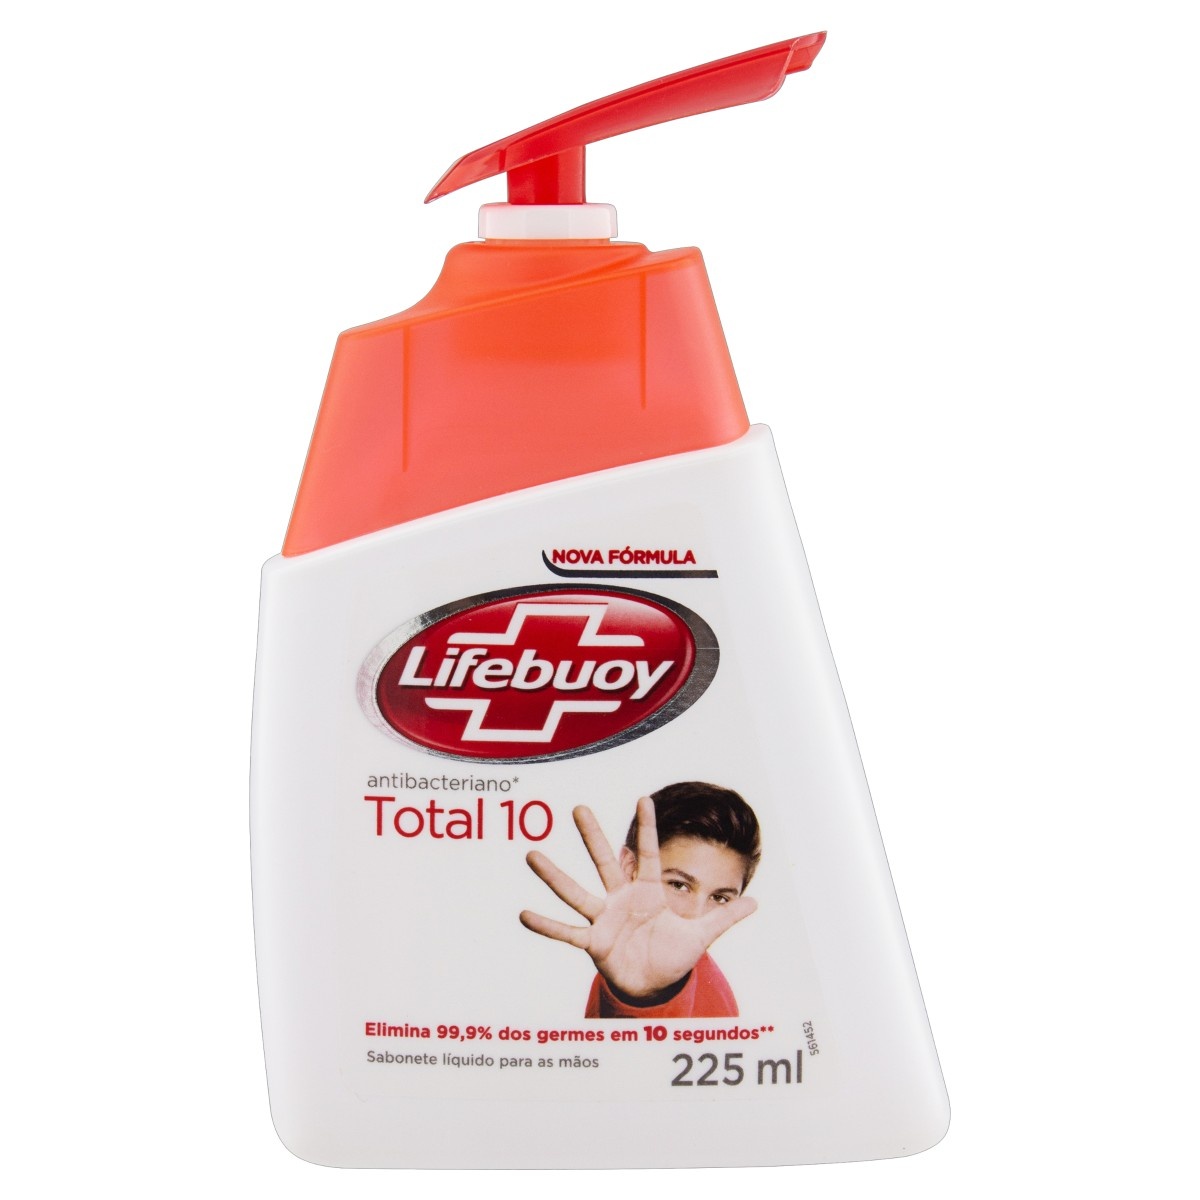 NOVA FÓRMULA
Lifebuoy
antibacteriano*
Total 10
Elimina 99,9% dos germes em 10 segundos**
Sabonete líquido para as mãos
225 ml
561452